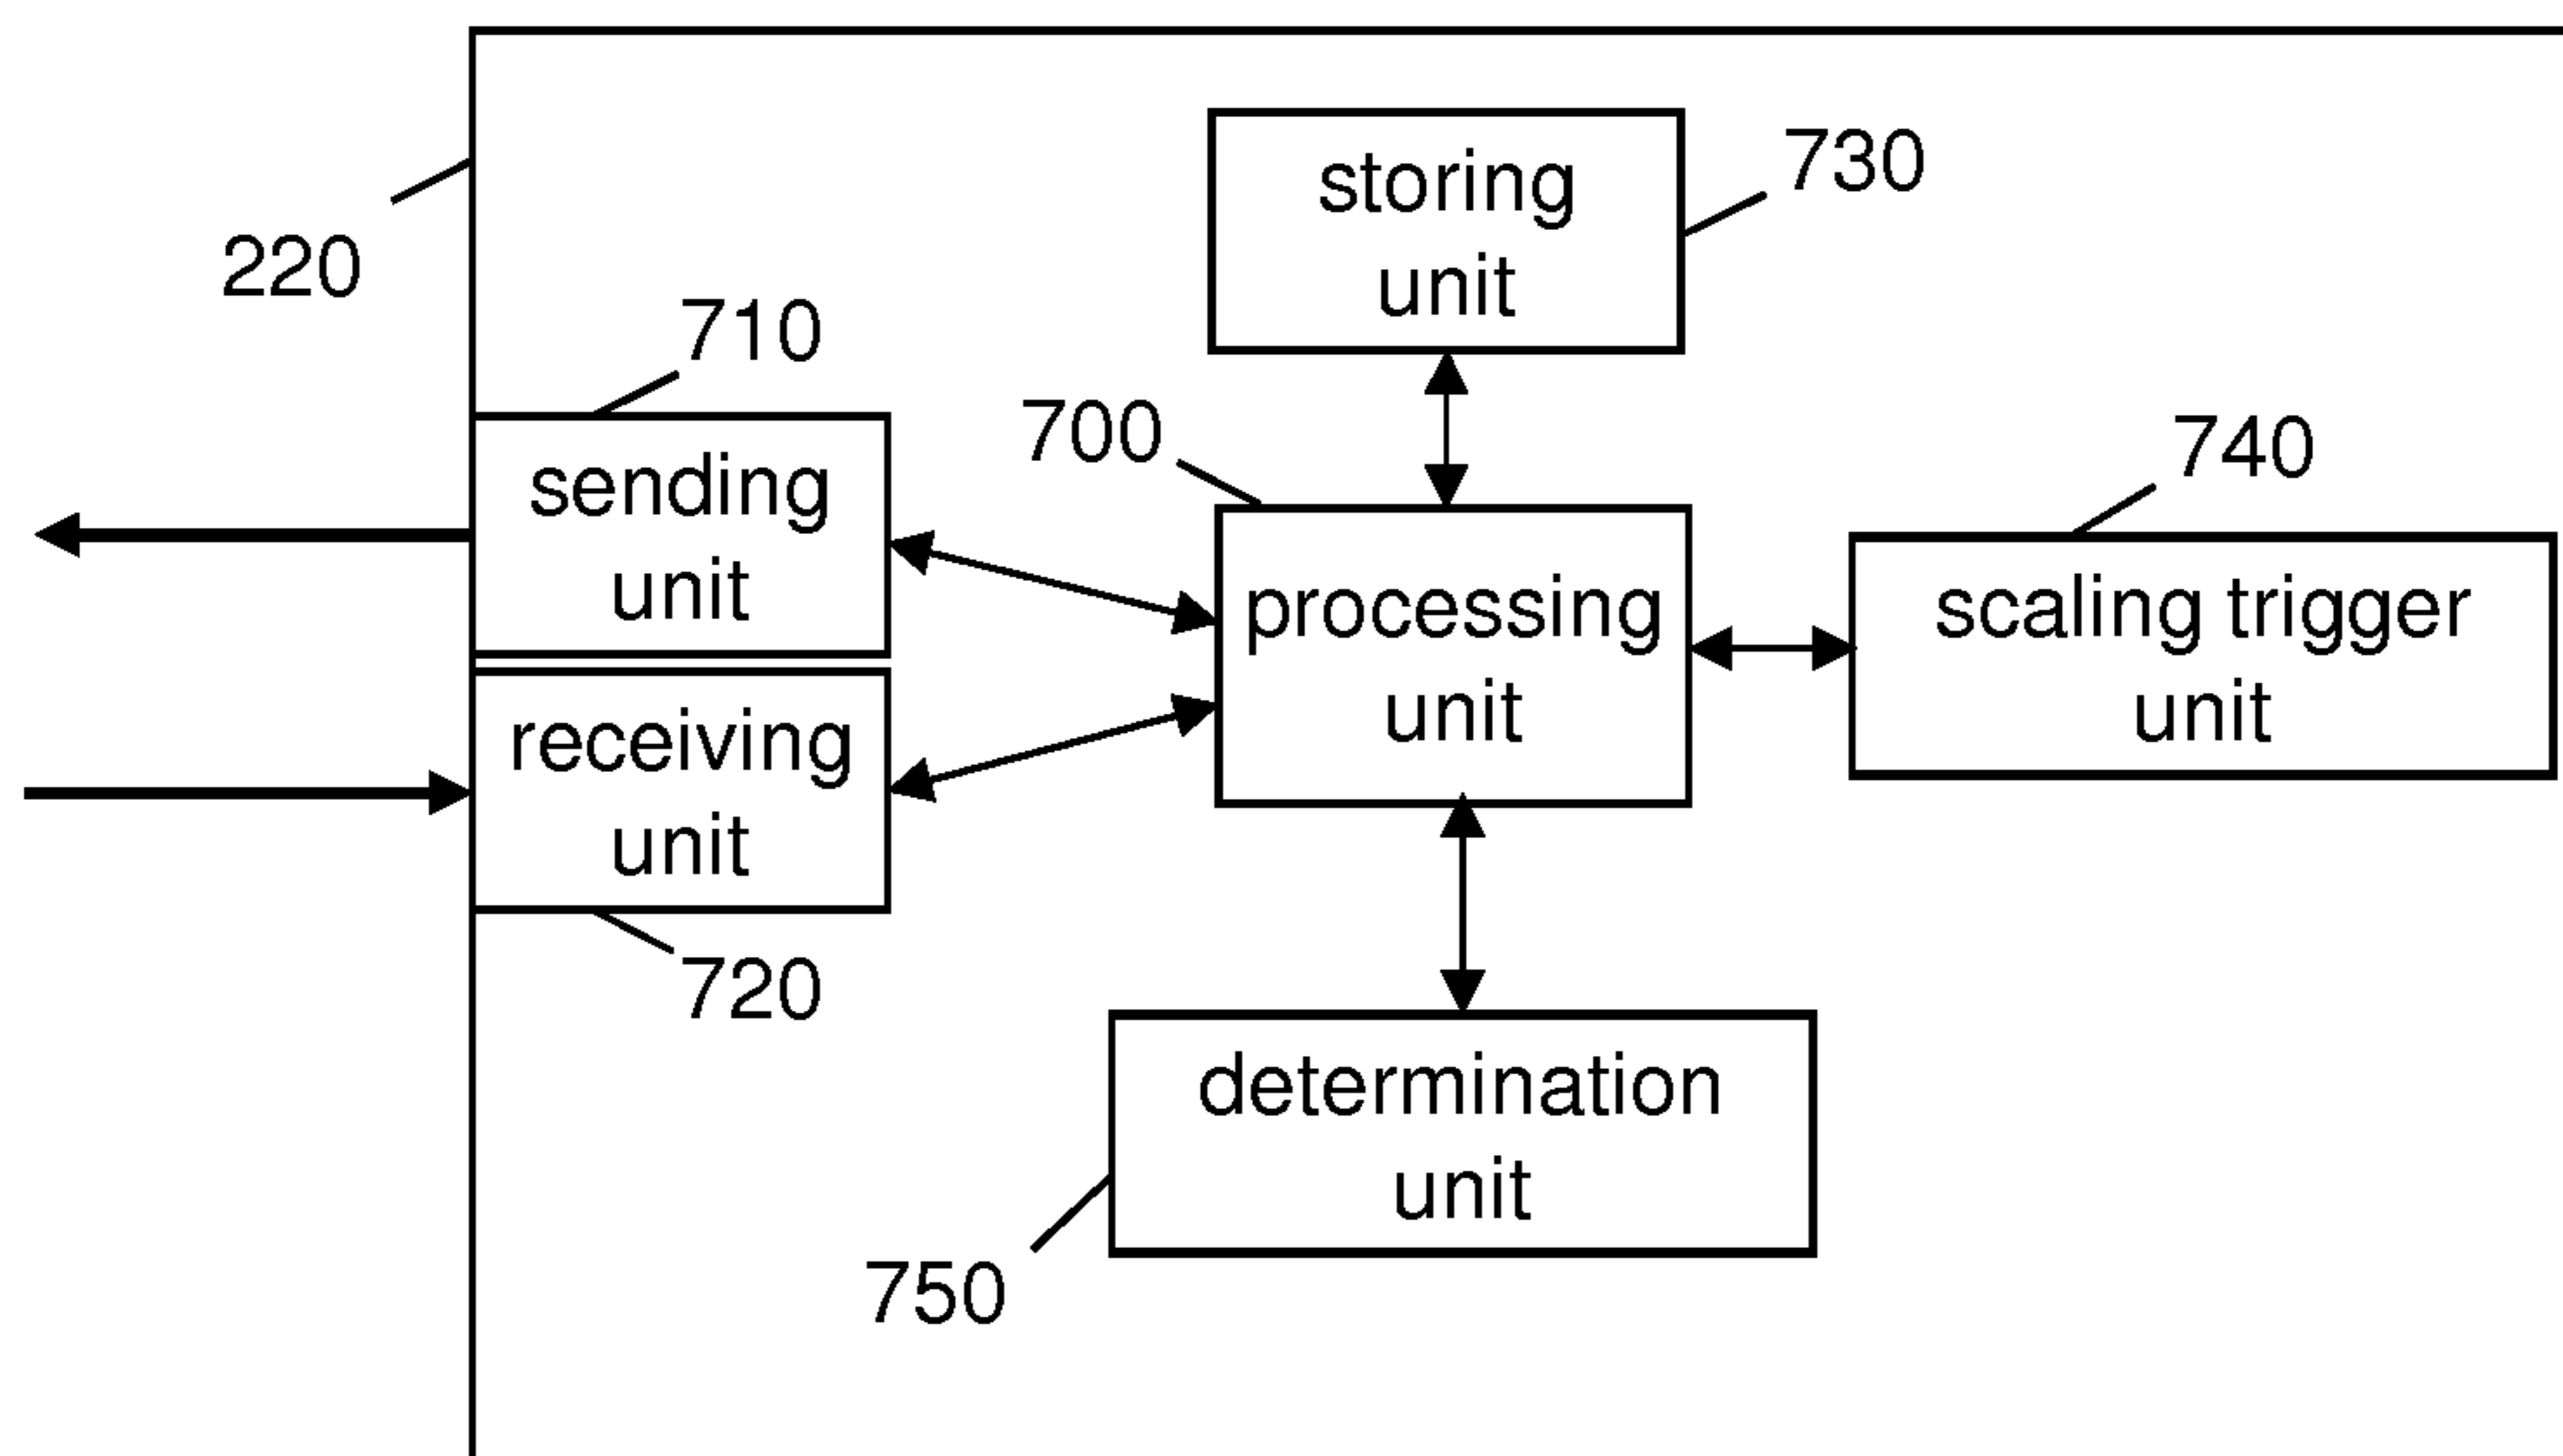 730
storing
unit
220
710
700
740
sending
unit
processing
unit
scaling trigger
unit
receiving
unit
720
determination
unit
750